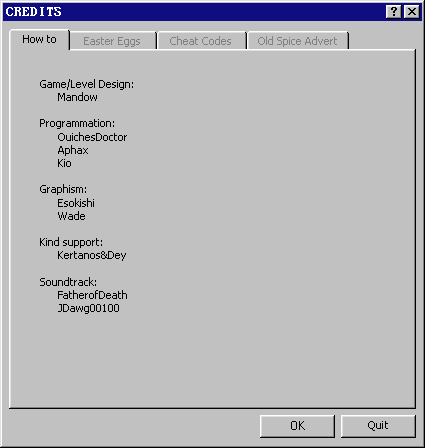 CREDITS
How to
Easter Eggs
Cheat Codes
Old Spice Advert
Game/Level Design:
Mandow
Programmation:
OuichesDoctor
Aphax
Kio
Graphism:
Esokishi
Wade
Kind support:
Kertanos&Dey
Soundtrack:
FatherofDeath
JDawg00100
OK
Quit